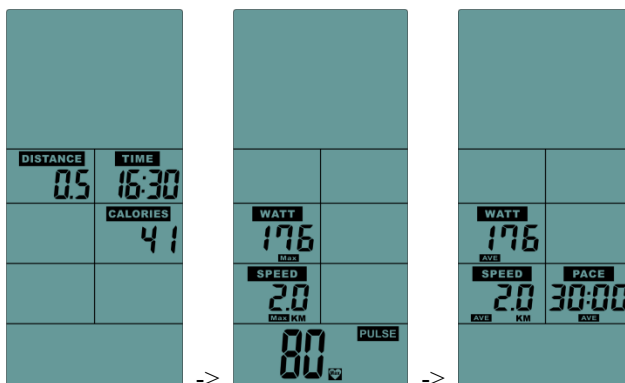 DISTANCE TIME
0.5 16:30
CALORIES
41
->
WATT
176
Max
SPEED
2.0
Max KM
PULSE
80
->
WATT
176
AVE
SPEED PACE
2.0 30:00
AVE KM AVE